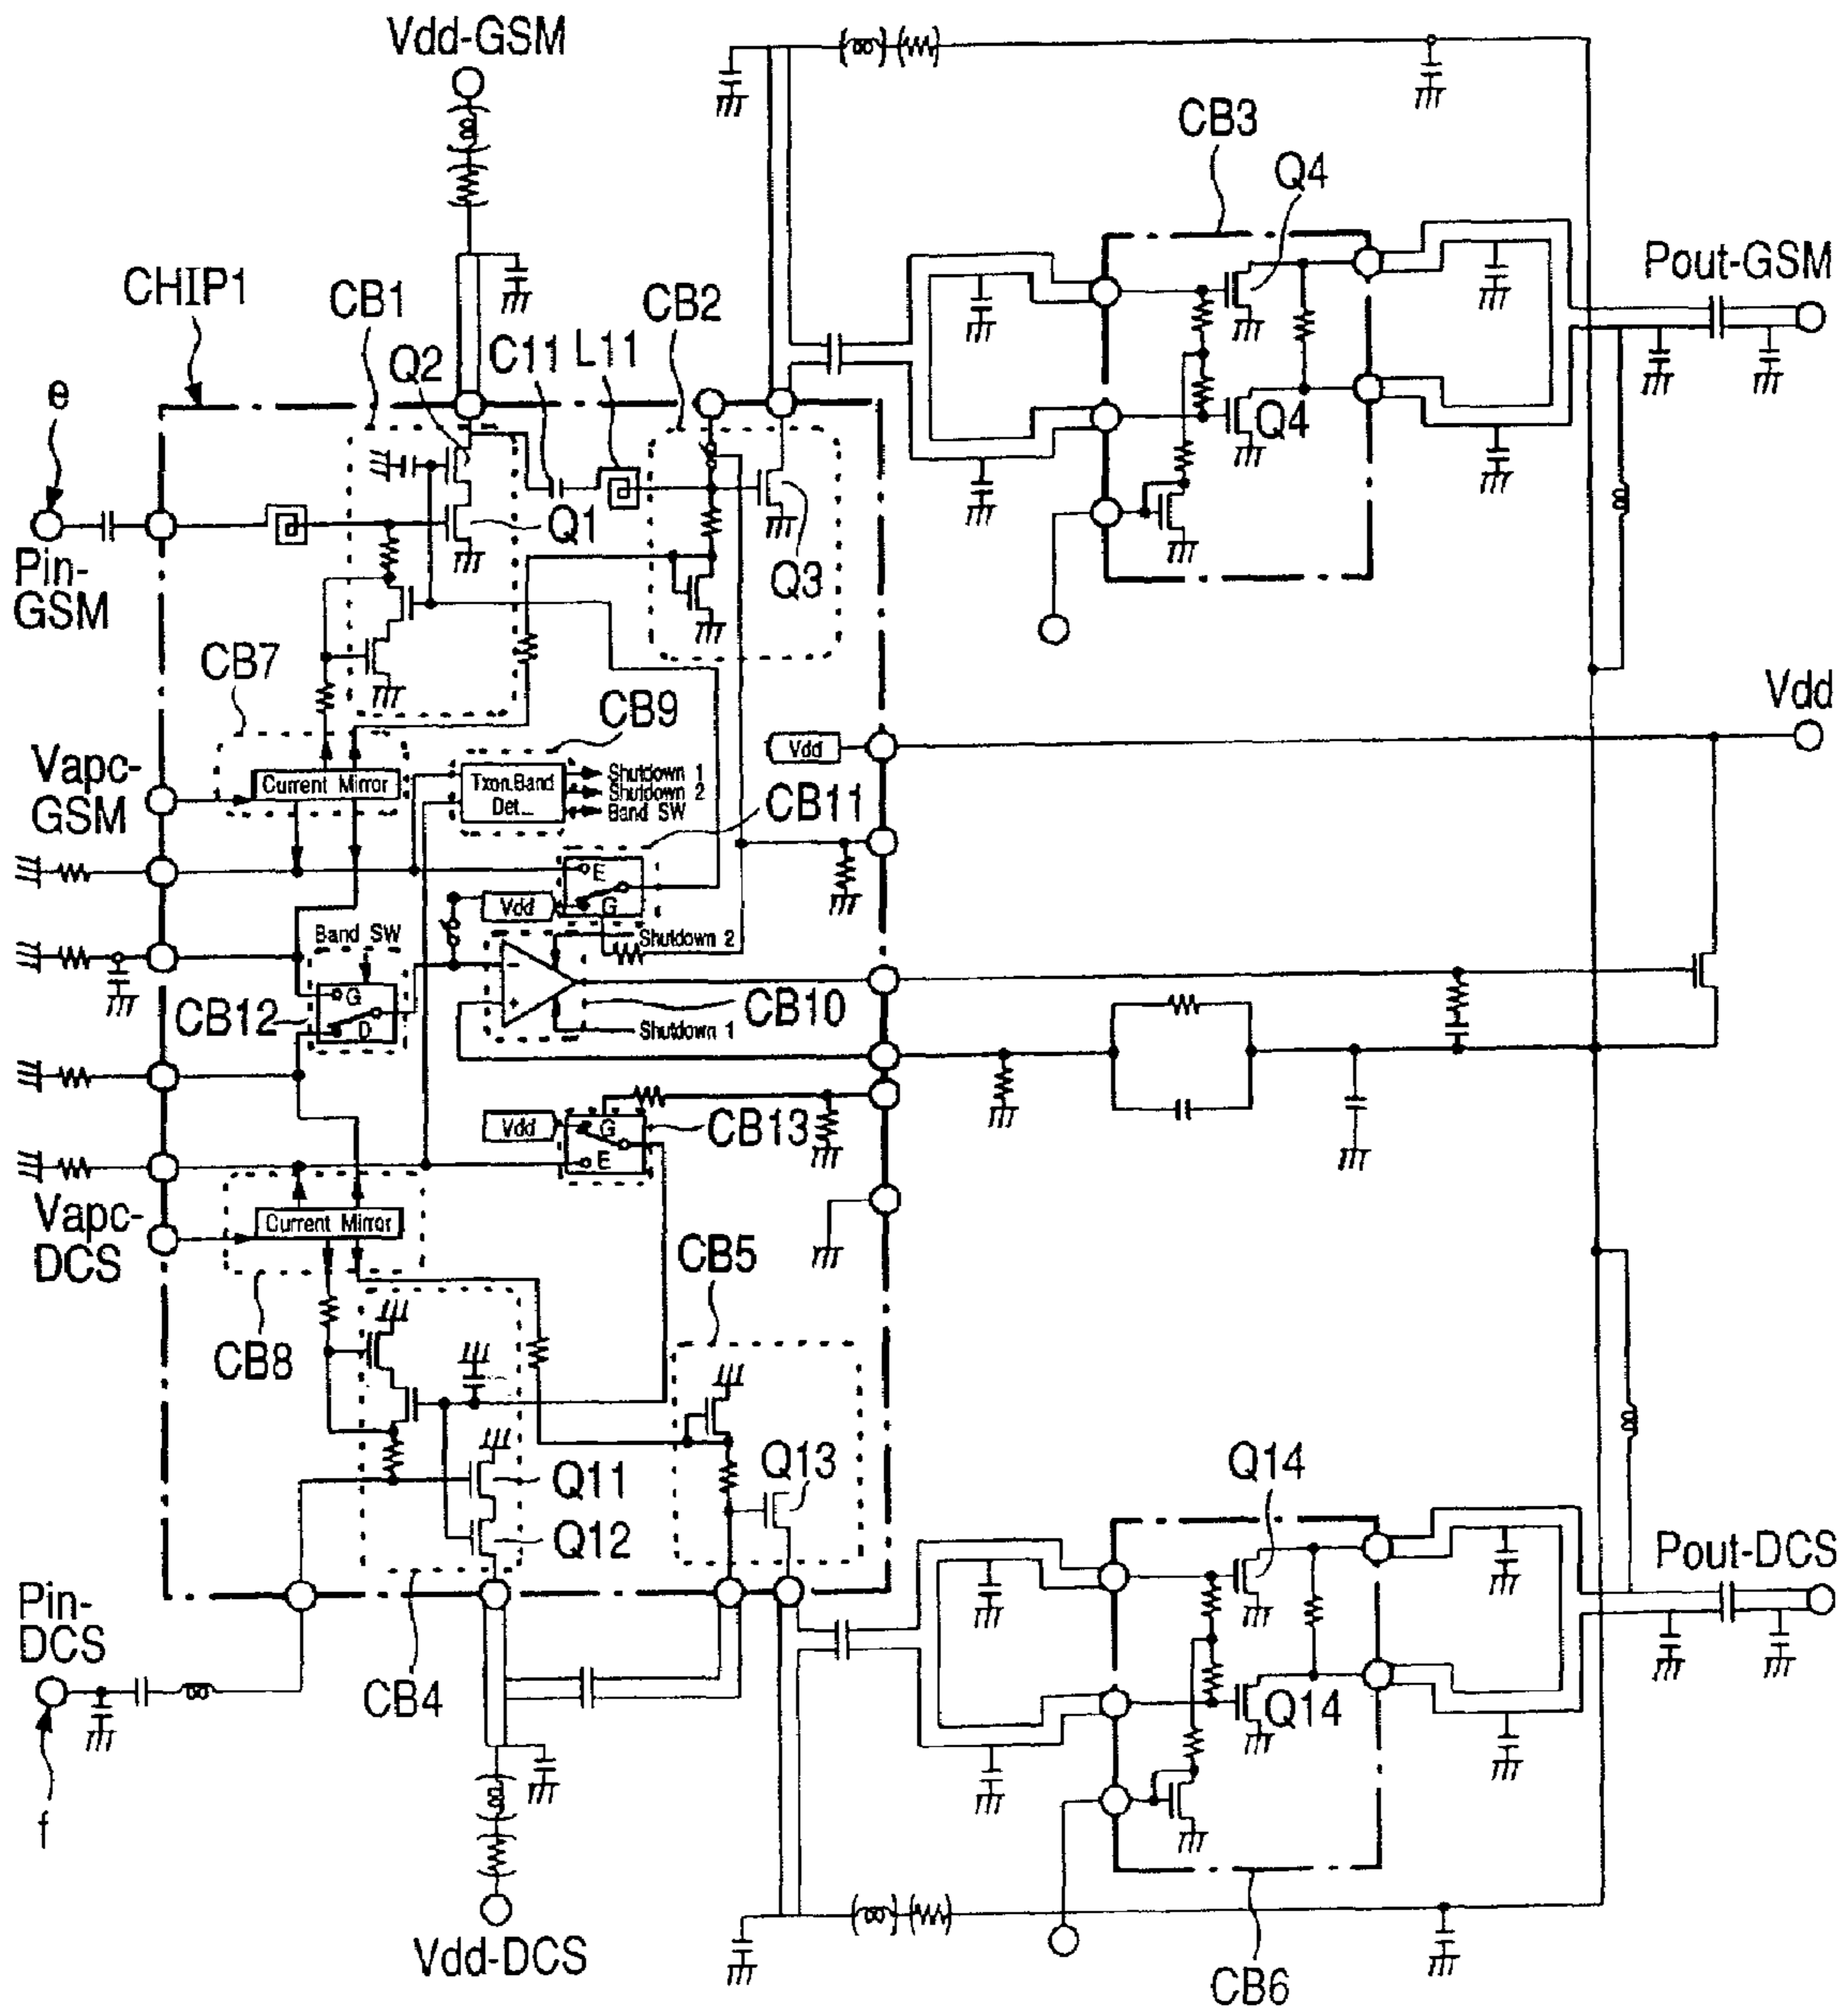 Vdd-GSM
CB3
Q4
Pout-GSM
CHIP1
CB1
CB2
Q2
C11
L11
e
Q4
Pin-
GSM
Q1
Q3
CB7
CB9
Vdd
Vapc-
GSM
Current Mirror
Txon.Band
Det_
Shutdown 1
Shutdown 2
Band SW
Vdd
CB11
E
G
Vdd
Band SW
Shutdown 2
G
D
CB12
-
+
CB10
Shutdown 1
Vdd
G
E
CB13
Vapc-
DCS
Current Mirror
CB5
CB8
Q11
Q12
Q13
Q14
Pin-
DCS
Pout-DCS
CB4
Q14
f
Vdd-DCS
CB6